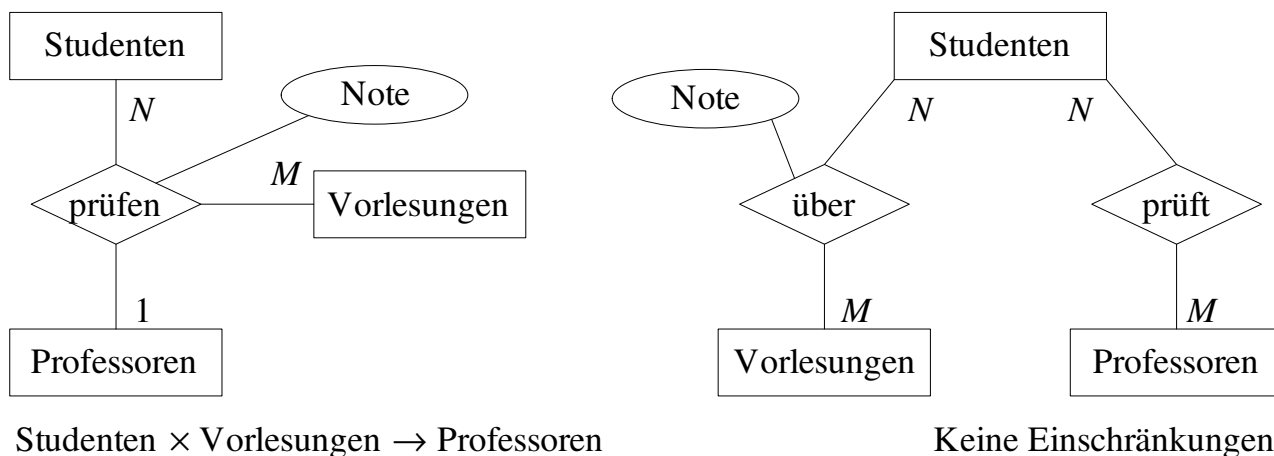 Studenten
N
Note
prüfen
M
Vorlesungen
1
Professoren
Studenten × Vorlesungen → Professoren
Studenten
Note
N
N
über
prüft
M
M
Vorlesungen
Professoren
Keine Einschränkungen